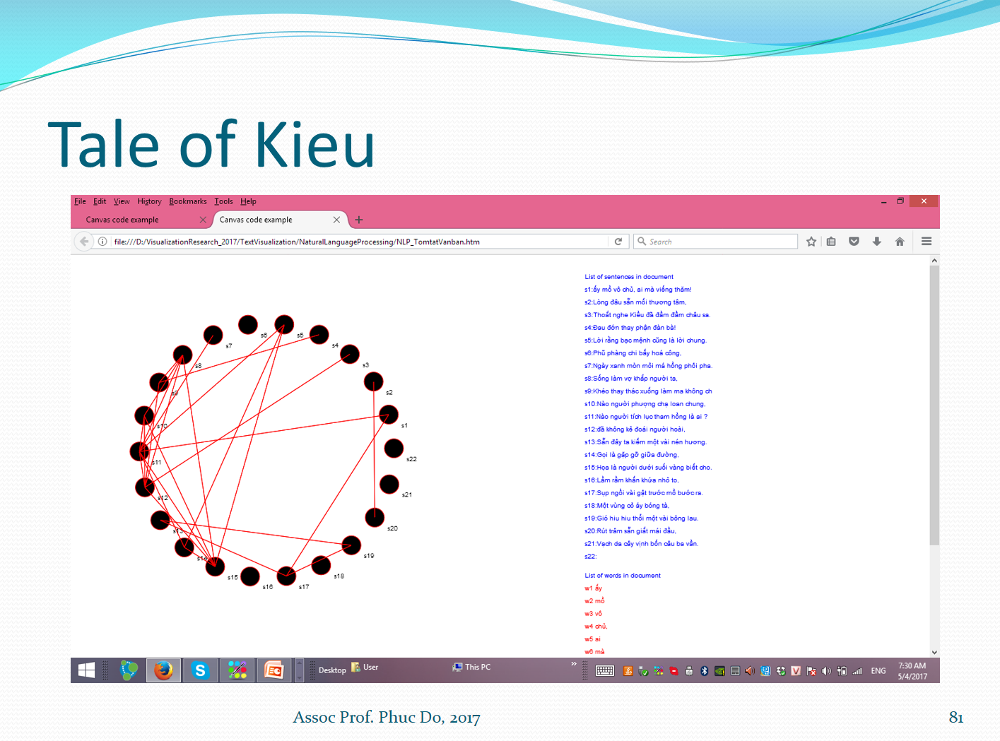 Tale of Kieu
File Edit View History Bookmarks Tools Help
Canvas code example
Canvas code example
file:///D:/VisualizationResearch_2017/TextVisualization/NaturalLanguageProcessing/NLP_TomtatVanban.htm
Search
List of sentences in document
s1:ấy mồ vô chủ, ai mà viếng thăm!
s2:Lòng đâu sẵn mối thương tâm,
s3:Thoắt nghe Kiều đã đầm đầm châu sa.
s4:Đau đớn thay phận đàn bà!
s5:Lời rằng bạc mệnh cũng là lời chung.
s6:Phũ phàng chi bấy hoá công,
s7:Ngày xanh mòn mỏi má hồng phôi pha.
s8:Sống làm vợ khắp người ta,
s9:Khéo thay thác xuống làm ma không ch
s10:Nào người phượng chạ loan chung,
s11:Nào người tích lục tham hồng là ai ?
s12:đã không kẻ đoái người hoài,
s13:Sẵn đây ta kiếm một vài nén hương.
s14:Gọi là gặp gỡ giữa đường,
s15:Họa là người dưới suối vàng biết cho.
s16:Lầm rầm khấn khứa nhỏ to,
s17:Sụp ngồi vài gật trước mồ bước ra.
s18:Một vùng cỏ áy bóng tà,
s19:Gió hiu hiu thổi một vài bông lau.
s20:Rút trâm sẵn giắt mái đầu,
s21:Vạch da cây vịnh bốn câu ba vần.
s22:
List of words in document
w1 ấy
w2 mồ
w3 vô
w4 chủ,
w5 ai
w6 mà
s6
s5
s4
s7
s3
s8
s2
s9
s1
s10
s22
s11
s21
s12
s20
s13
s19
s14
s18
s15
s16
s17
Desktop
User
This PC
»
ENG
7:30 AM
5/4/2017
Assoc Prof. Phuc Do, 2017
81